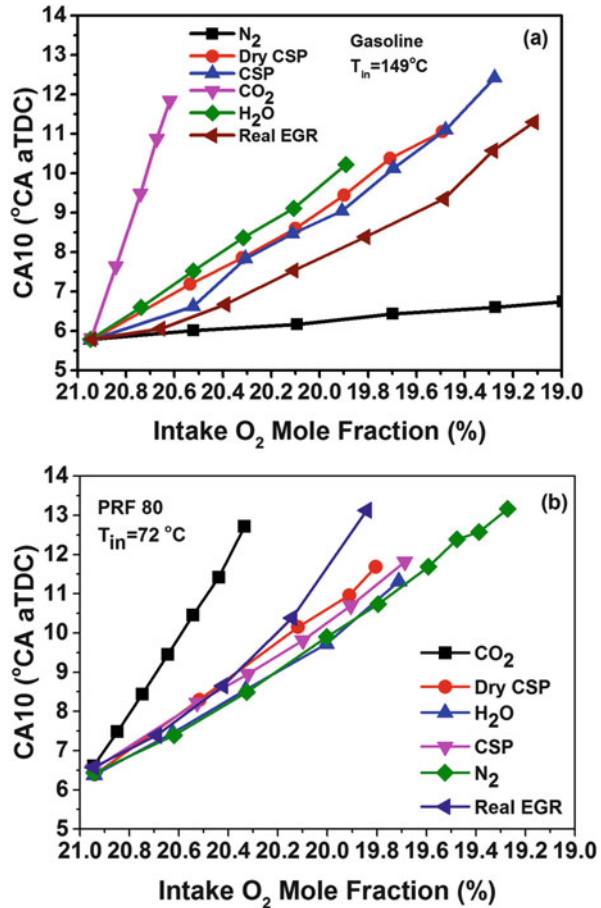 14
13
12
11
10
9
8
7
6
5
CA10 (°CA aTDC)
N2
Dry CSP
CSP
CO2
H2O
Real EGR
Gasoline
Tin=149°C
(a)
21.0 20.8 20.6 20.4 20.2 20.0 19.8 19.6 19.4 19.2 19.0
Intake O2 Mole Fraction (%)
14
13
12
11
10
9
8
7
6
5
CA10 (°CA aTDC)
PRF 80
Tin=72 °C
(b)
CO2
Dry CSP
H2O
CSP
N2
Real EGR
21.0 20.8 20.6 20.4 20.2 20.0 19.8 19.6 19.4 19.2 19.0
Intake O2 Mole Fraction (%)